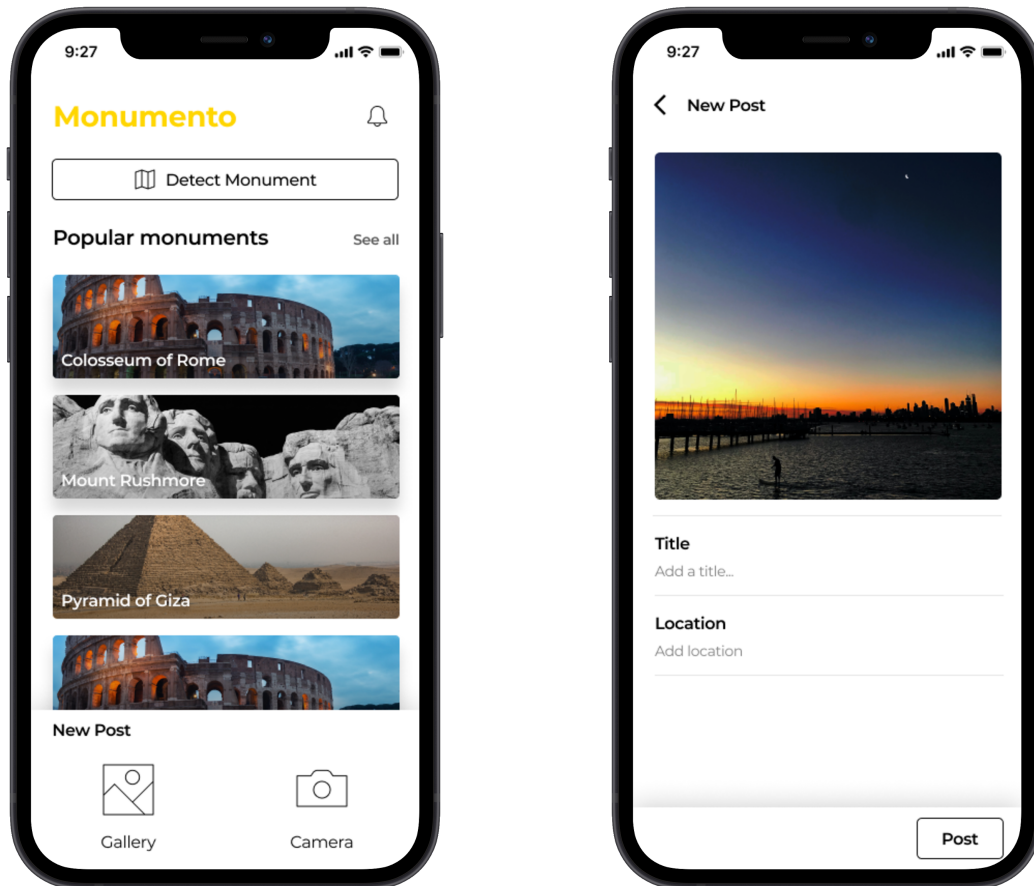 9:27
Monumento
Detect Monument
Popular monuments
See all
Colosseum of Rome
Mount Rushmore
Pyramid of Giza
New Post
Gallery
Camera
9:27
New Post
Title
Add a title...
Location
Add location
Post